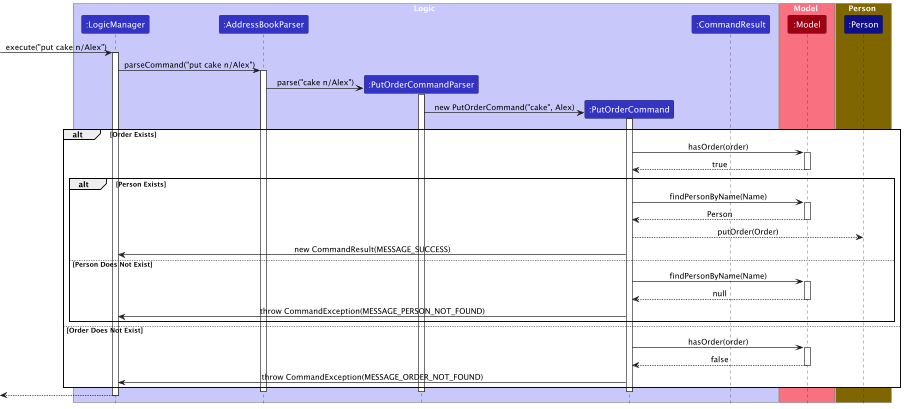 Logic
Model
Person
:LogicManager
:AddressBookParser
:CommandResult
:Model
:Person
execute("put cake n/Alex")
parseCommand("put cake n/Alex")
parse("cake n/Alex")
:PutOrderCommandParser
new PutOrderCommand("cake", Alex)
:PutOrderCommand
alt
[Order Exists]
hasOrder(order)
true
alt
[Person Exists]
findPersonByName(Name)
Person
putOrder(Order)
new CommandResult(MESSAGE_SUCCESS)
[Person Does Not Exist]
findPersonByName(Name)
null
throw CommandException(MESSAGE_PERSON_NOT_FOUND)
[Order Does Not Exist]
hasOrder(order)
false
throw CommandException(MESSAGE_ORDER_NOT_FOUND)